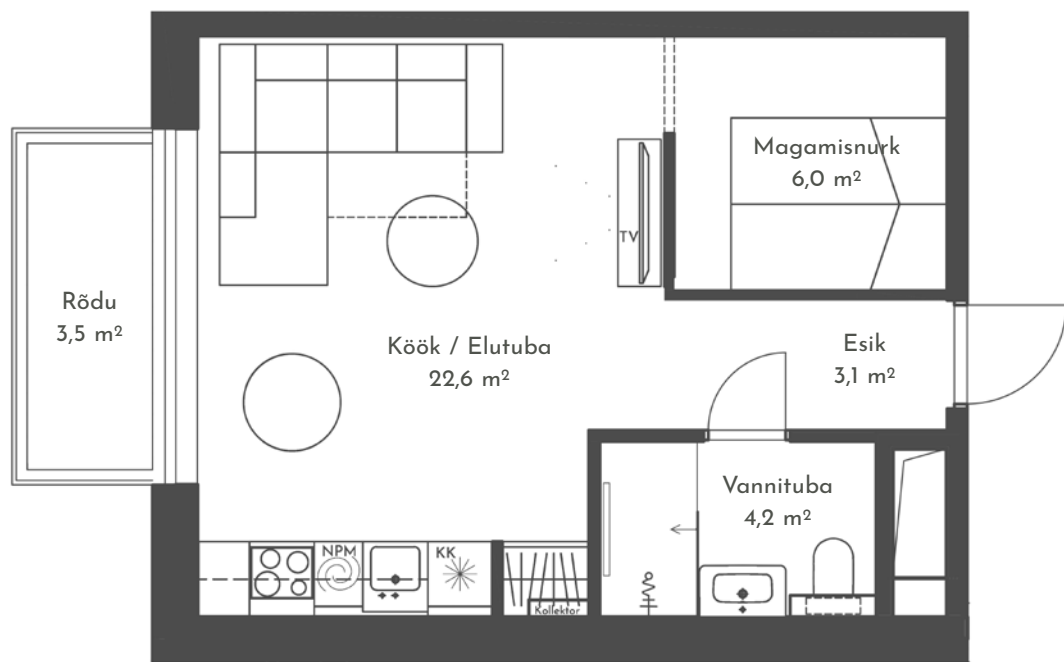 Magamisnurk
6,0 m²
TV
Rõdu
3,5 m²
Köök / Elutuba
22,6 m²
Esik
3,1 m²
Vannituba
4,2 m²
NPM
KK
Kollektor